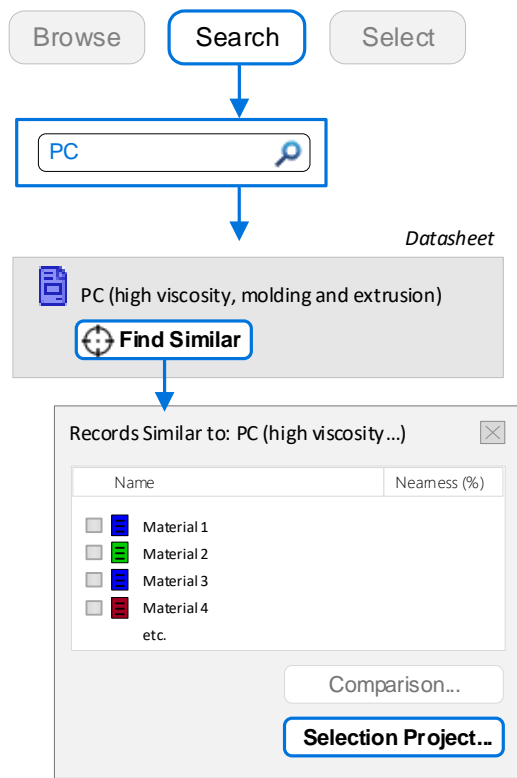 Browse Search Select
PC
Datasheet
PC (high viscosity, molding and extrusion)
Find Similar
Records Similar to: PC (high viscosity...)
Name Nearness (%)
Material 1
Material 2
Material 3
Material 4
etc.
Comparison...
Selection Project...